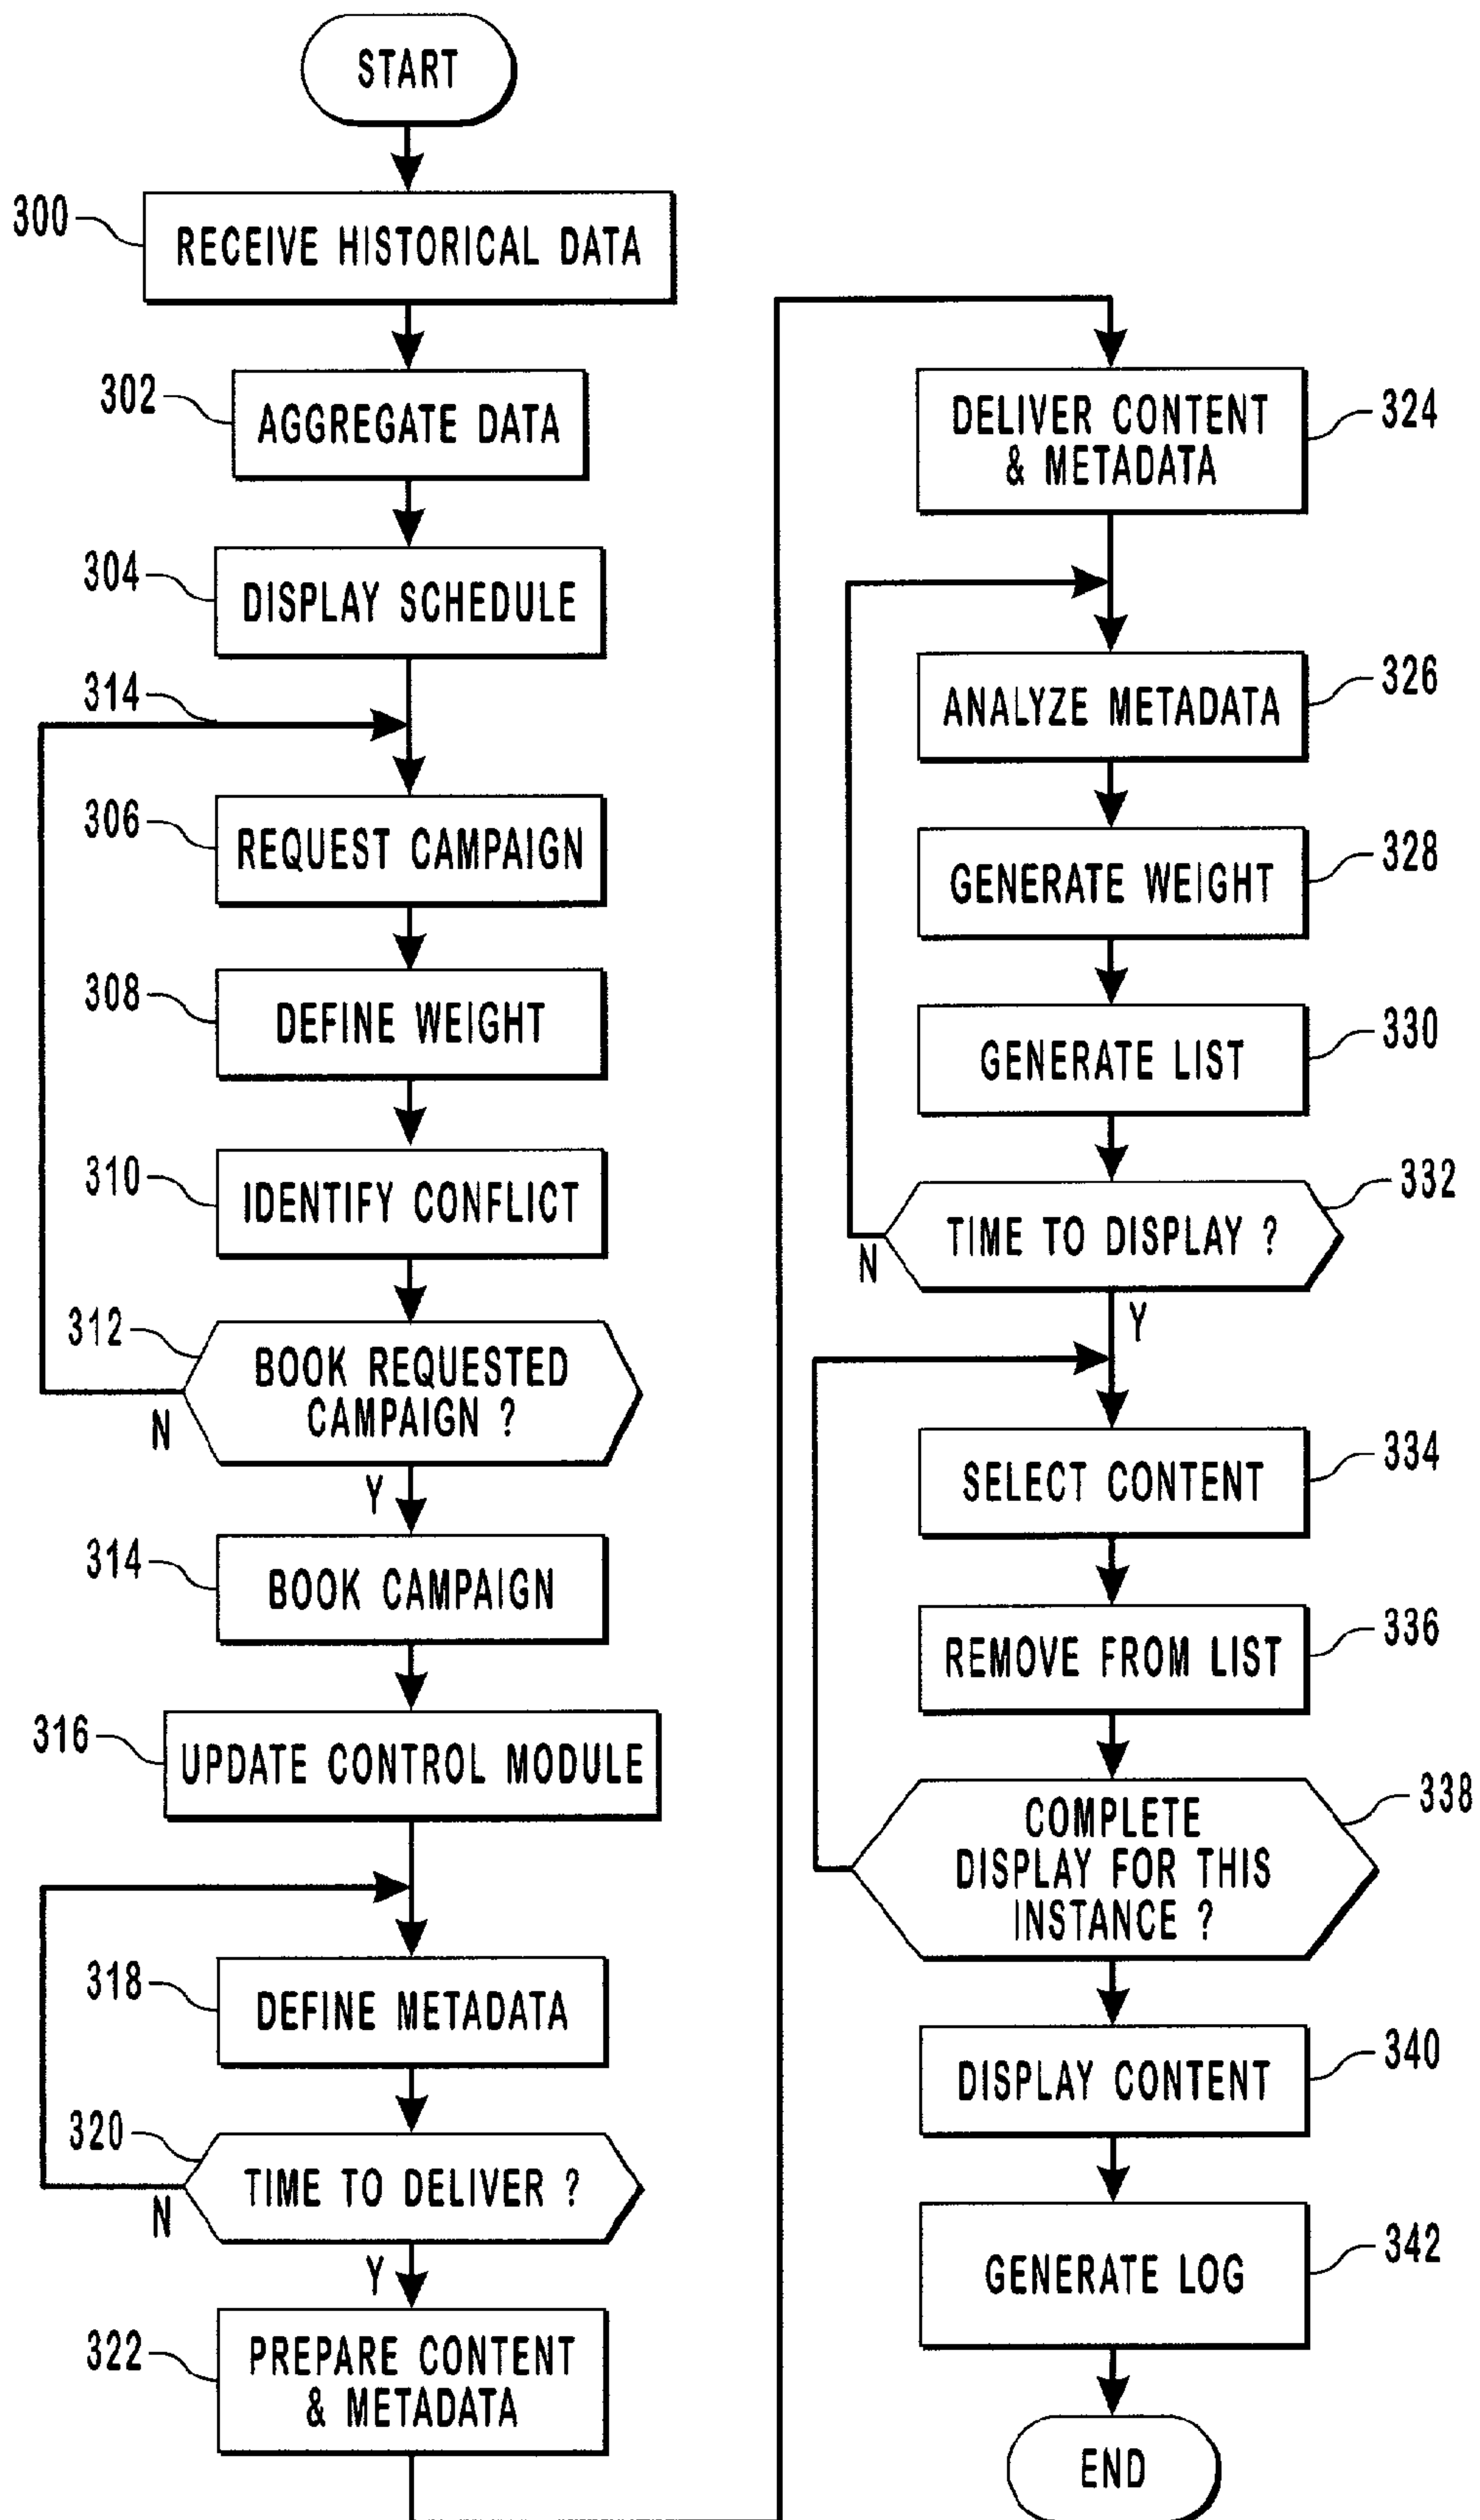 START
300
RECEIVE HISTORICAL DATA
302
AGGREGATE DATA
304
DISPLAY SCHEDULE
314
306
REQUEST CAMPAIGN
308
DEFINE WEIGHT
310
IDENTIFY CONFLICT
312
BOOK REQUESTED
CAMPAIGN ?
N
Y
314
BOOK CAMPAIGN
316
UPDATE CONTROL MODULE
318
DEFINE METADATA
320
TIME TO DELIVER ?
N
Y
322
PREPARE CONTENT
& METADATA
DELIVER CONTENT
& METADATA
324
ANALYZE METADATA
326
GENERATE WEIGHT
328
GENERATE LIST
330
332
TIME TO DISPLAY ?
N
Y
SELECT CONTENT
334
REMOVE FROM LIST
336
338
COMPLETE
DISPLAY FOR THIS
INSTANCE ?
DISPLAY CONTENT
340
GENERATE LOG
342
END